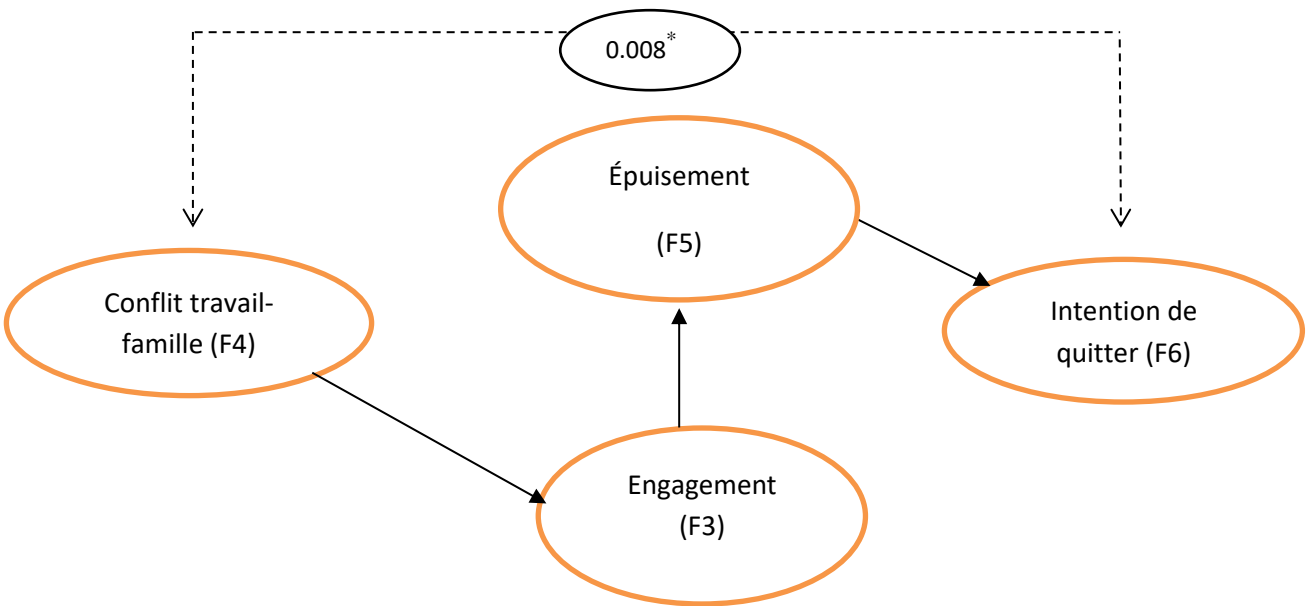 0.008*
Épuisement
(F5)
Conflit travail-
famille (F4)
Intention de
quitter (F6)
Engagement
(F3)